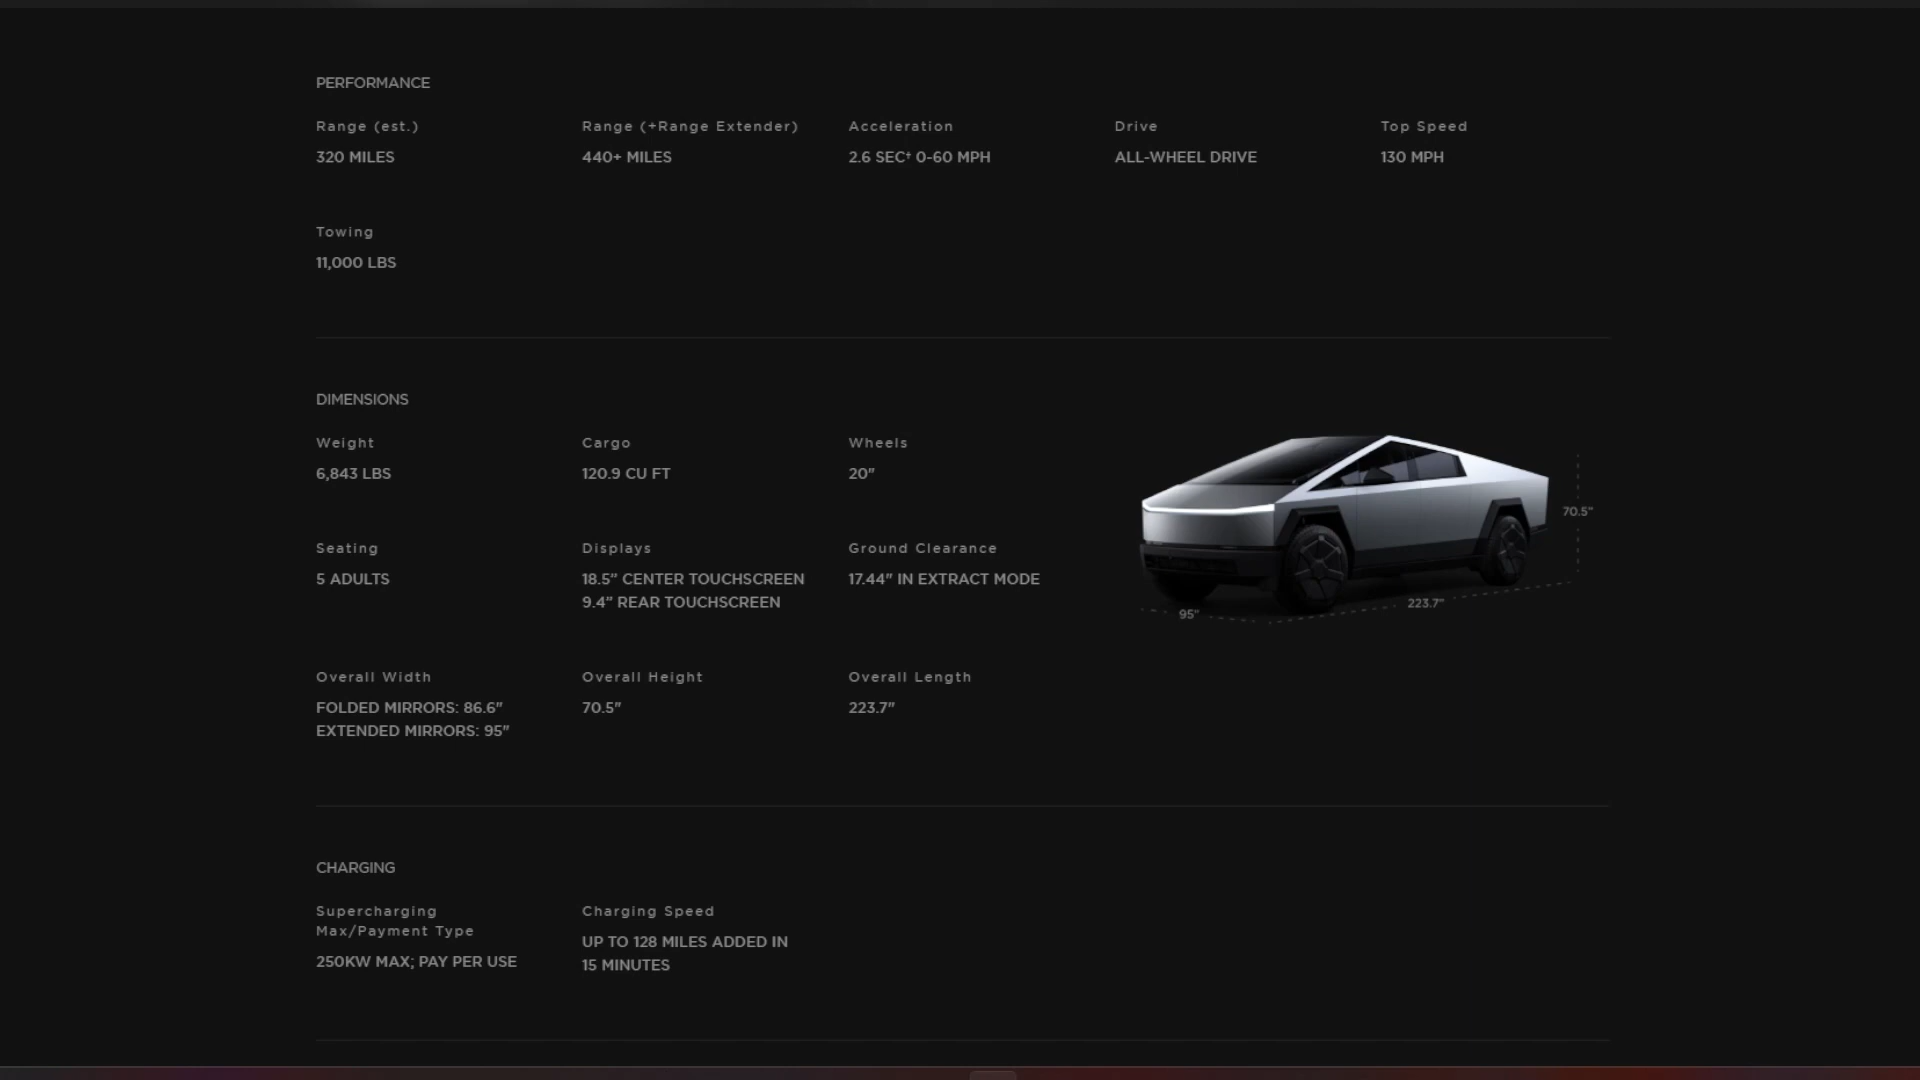 PERFORMANCE
Range (est.)
320 MILES
Range (+Range Extender)
440+ MILES
Acceleration
2.6 SEC† 0-60 MPH
Drive
ALL-WHEEL DRIVE
Top Speed
130 MPH
Towing
11,000 LBS
DIMENSIONS
Weight
6,843 LBS
Cargo
120.9 CU FT
Wheels
20"
Seating
5 ADULTS
Displays
18.5" CENTER TOUCHSCREEN
9.4" REAR TOUCHSCREEN
Ground Clearance
17.44" IN EXTRACT MODE
Overall Width
FOLDED MIRRORS: 86.6"
EXTENDED MIRRORS: 95"
Overall Height
70.5"
Overall Length
223.7"
70.5"
223.7"
95"
CHARGING
Supercharging
Max/Payment Type
250KW MAX; PAY PER USE
Charging Speed
UP TO 128 MILES ADDED IN
15 MINUTES